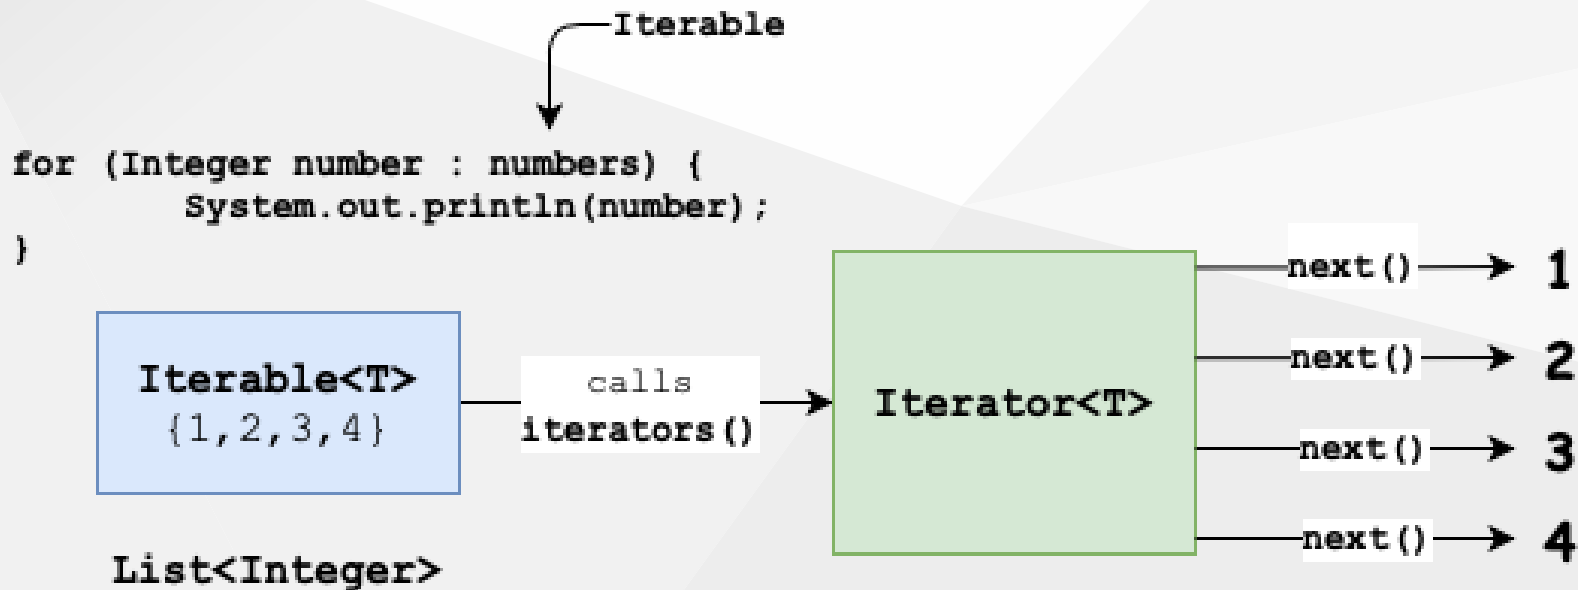 Iterable
for (Integer number : numbers) {
System.out.println(number);
}
Iterable<T>
{1,2,3,4}
List<Integer>
calls
iterators()
Iterator<T>
next()
1
next()
2
next()
3
next()
4